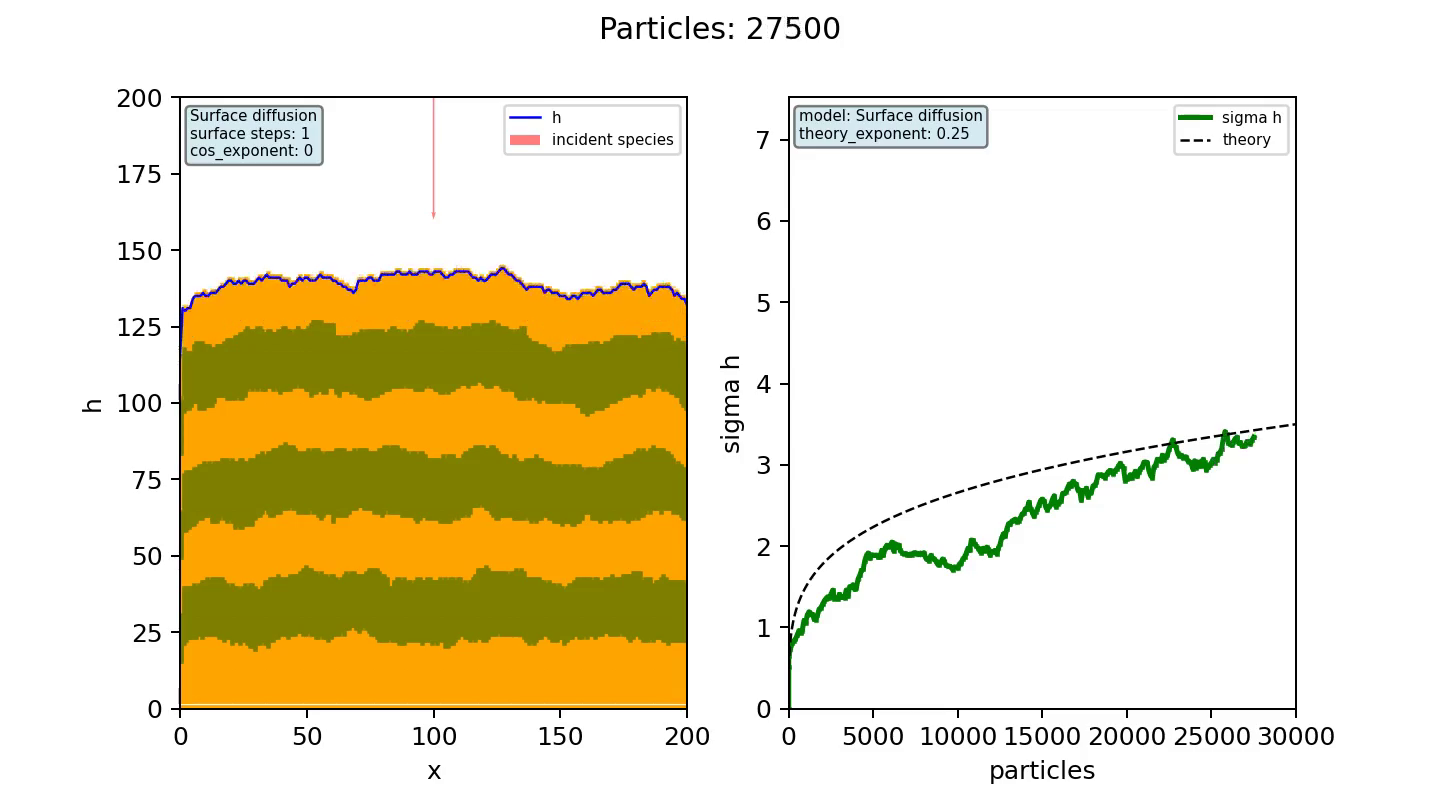 Particles: 27500
Surface diffusion
surface steps: 1
cos_exponent: 0
h
incident species
200
175
150
125
100
75
50
25
0
h
0
50
100
150
200
x
model: Surface diffusion
theory_exponent: 0.25
sigma h
theory
7
6
5
4
3
2
1
0
sigma h
0
5000
10000
15000
20000
25000
30000
particles